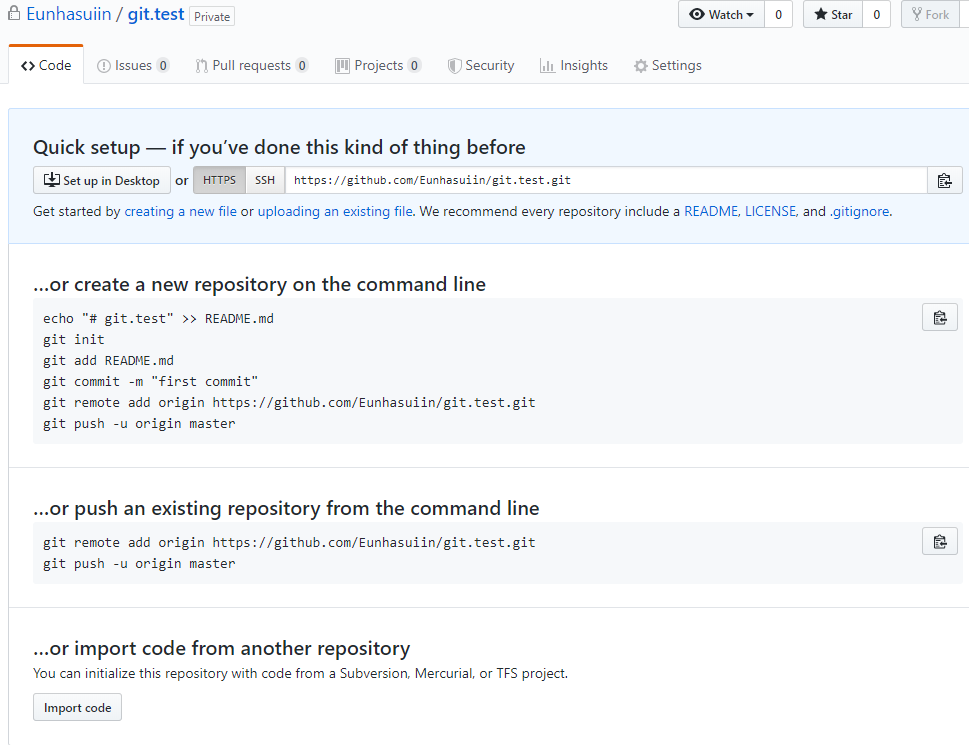 Eunhasuiin / git.test Private Watch 0 Star 0 Fork
Code Issues 0 Pull requests 0 Projects 0 Security Insights Settings
Quick setup — if you’ve done this kind of thing before
Set up in Desktop or HTTPS SSH https://github.com/Eunhasuiin/git.test.git
Get started by creating a new file or uploading an existing file. We recommend every repository include a README, LICENSE, and .gitignore.
…or create a new repository on the command line
echo "# git.test" >> README.md
git init
git add README.md
git commit -m "first commit"
git remote add origin https://github.com/Eunhasuiin/git.test.git
git push -u origin master
…or push an existing repository from the command line
git remote add origin https://github.com/Eunhasuiin/git.test.git
git push -u origin master
…or import code from another repository
You can initialize this repository with code from a Subversion, Mercurial, or TFS project.
Import code